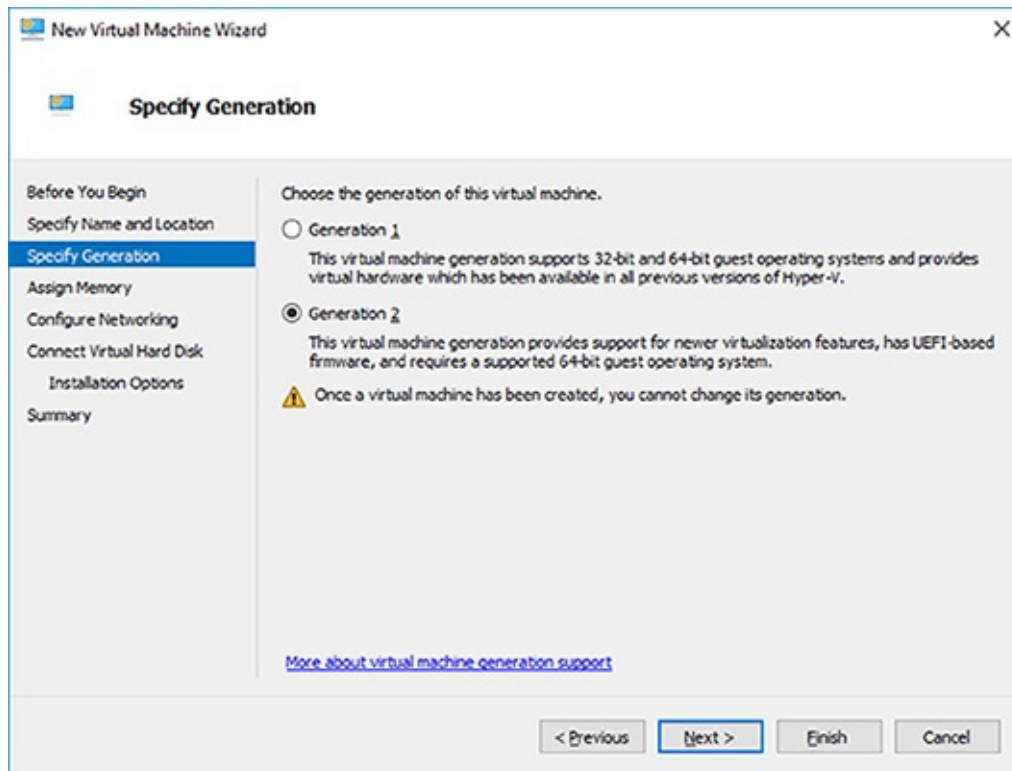 New Virtual Machine Wizard
Specify Generation
Before You Begin
Specify Name and Location
Specify Generation
Assign Memory
Configure Networking
Connect Virtual Hard Disk
Installation Options
Summary
Choose the generation of this virtual machine.
Generation 1
This virtual machine generation supports 32-bit and 64-bit guest operating systems and provides
virtual hardware which has been available in all previous versions of Hyper-V.
Generation 2
This virtual machine generation provides support for newer virtualization features, has UEFI-based
firmware, and requires a supported 64-bit guest operating system.
Once a virtual machine has been created, you cannot change its generation.
More about virtual machine generation support
< Previous
Next >
Finish
Cancel